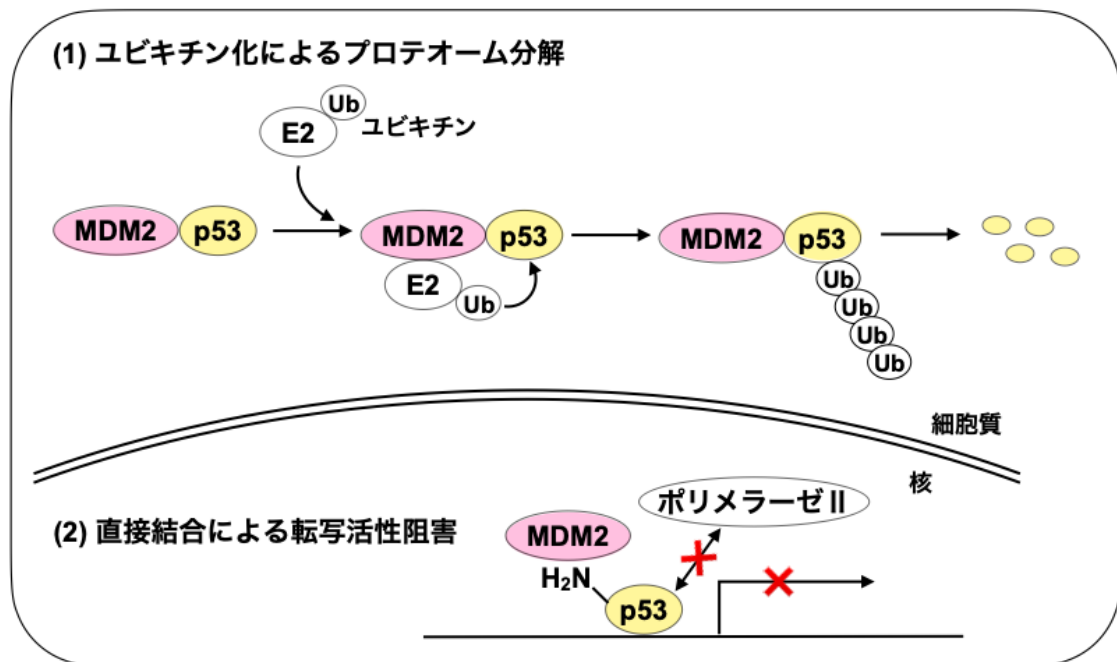 (1) ユビキチン化によるプロテオーム分解
Ub
E2
ユビキチン
MDM2 p53
MDM2 p53
E2
Ub
MDM2 p53
Ub
Ub
Ub
Ub
細胞質
核
ポリメラーゼⅡ
(2) 直接結合による転写活性阻害
MDM2
H₂N
p53